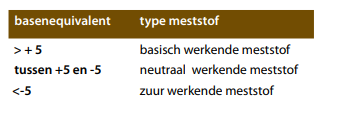 basenequivalent type meststof
> + 5 basisch werkende meststof
tussen +5 en -5 neutraal werkende meststof
<-5 zuur werkende meststof